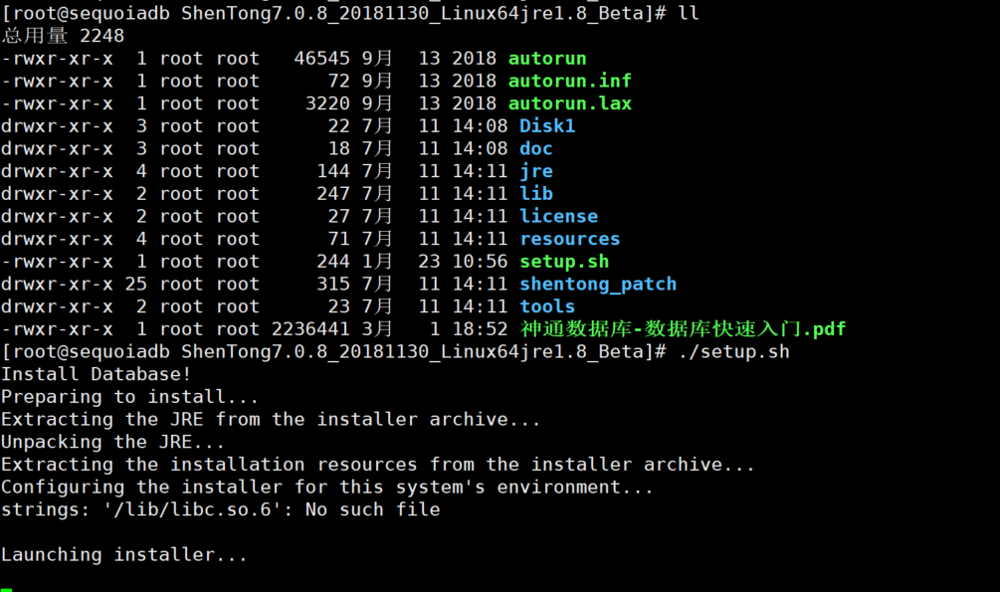 [root@sequoiadb ShenTong7.0.8_20181130_Linux64jre1.8_Beta]# ll
总用量 2248
-rwxr-xr-x  1 root root   46545 9月  13 2018 autorun
-rwxr-xr-x  1 root root      72 9月  13 2018 autorun.inf
-rwxr-xr-x  1 root root    3220 9月  13 2018 autorun.lax
drwxr-xr-x  3 root root      22 7月  11 14:08 Disk1
drwxr-xr-x  3 root root      18 7月  11 14:08 doc
drwxr-xr-x  4 root root     144 7月  11 14:11 jre
drwxr-xr-x  2 root root     247 7月  11 14:11 lib
drwxr-xr-x  2 root root      27 7月  11 14:11 license
drwxr-xr-x  4 root root      71 7月  11 14:11 resources
-rwxr-xr-x  1 root root     244 1月  23 10:56 setup.sh
drwxr-xr-x 25 root root     315 7月  11 14:11 shentong_patch
drwxr-xr-x  2 root root      23 7月  11 14:11 tools
-rwxr-xr-x  1 root root 2236441 3月   1 18:52 神通数据库-数据库快速入门.pdf
[root@sequoiadb ShenTong7.0.8_20181130_Linux64jre1.8_Beta]# ./setup.sh
Install Database!
Preparing to install...
Extracting the JRE from the installer archive...
Unpacking the JRE...
Extracting the installation resources from the installer archive...
Configuring the installer for this system's environment...
strings: '/lib/libc.so.6': No such file
Launching installer...